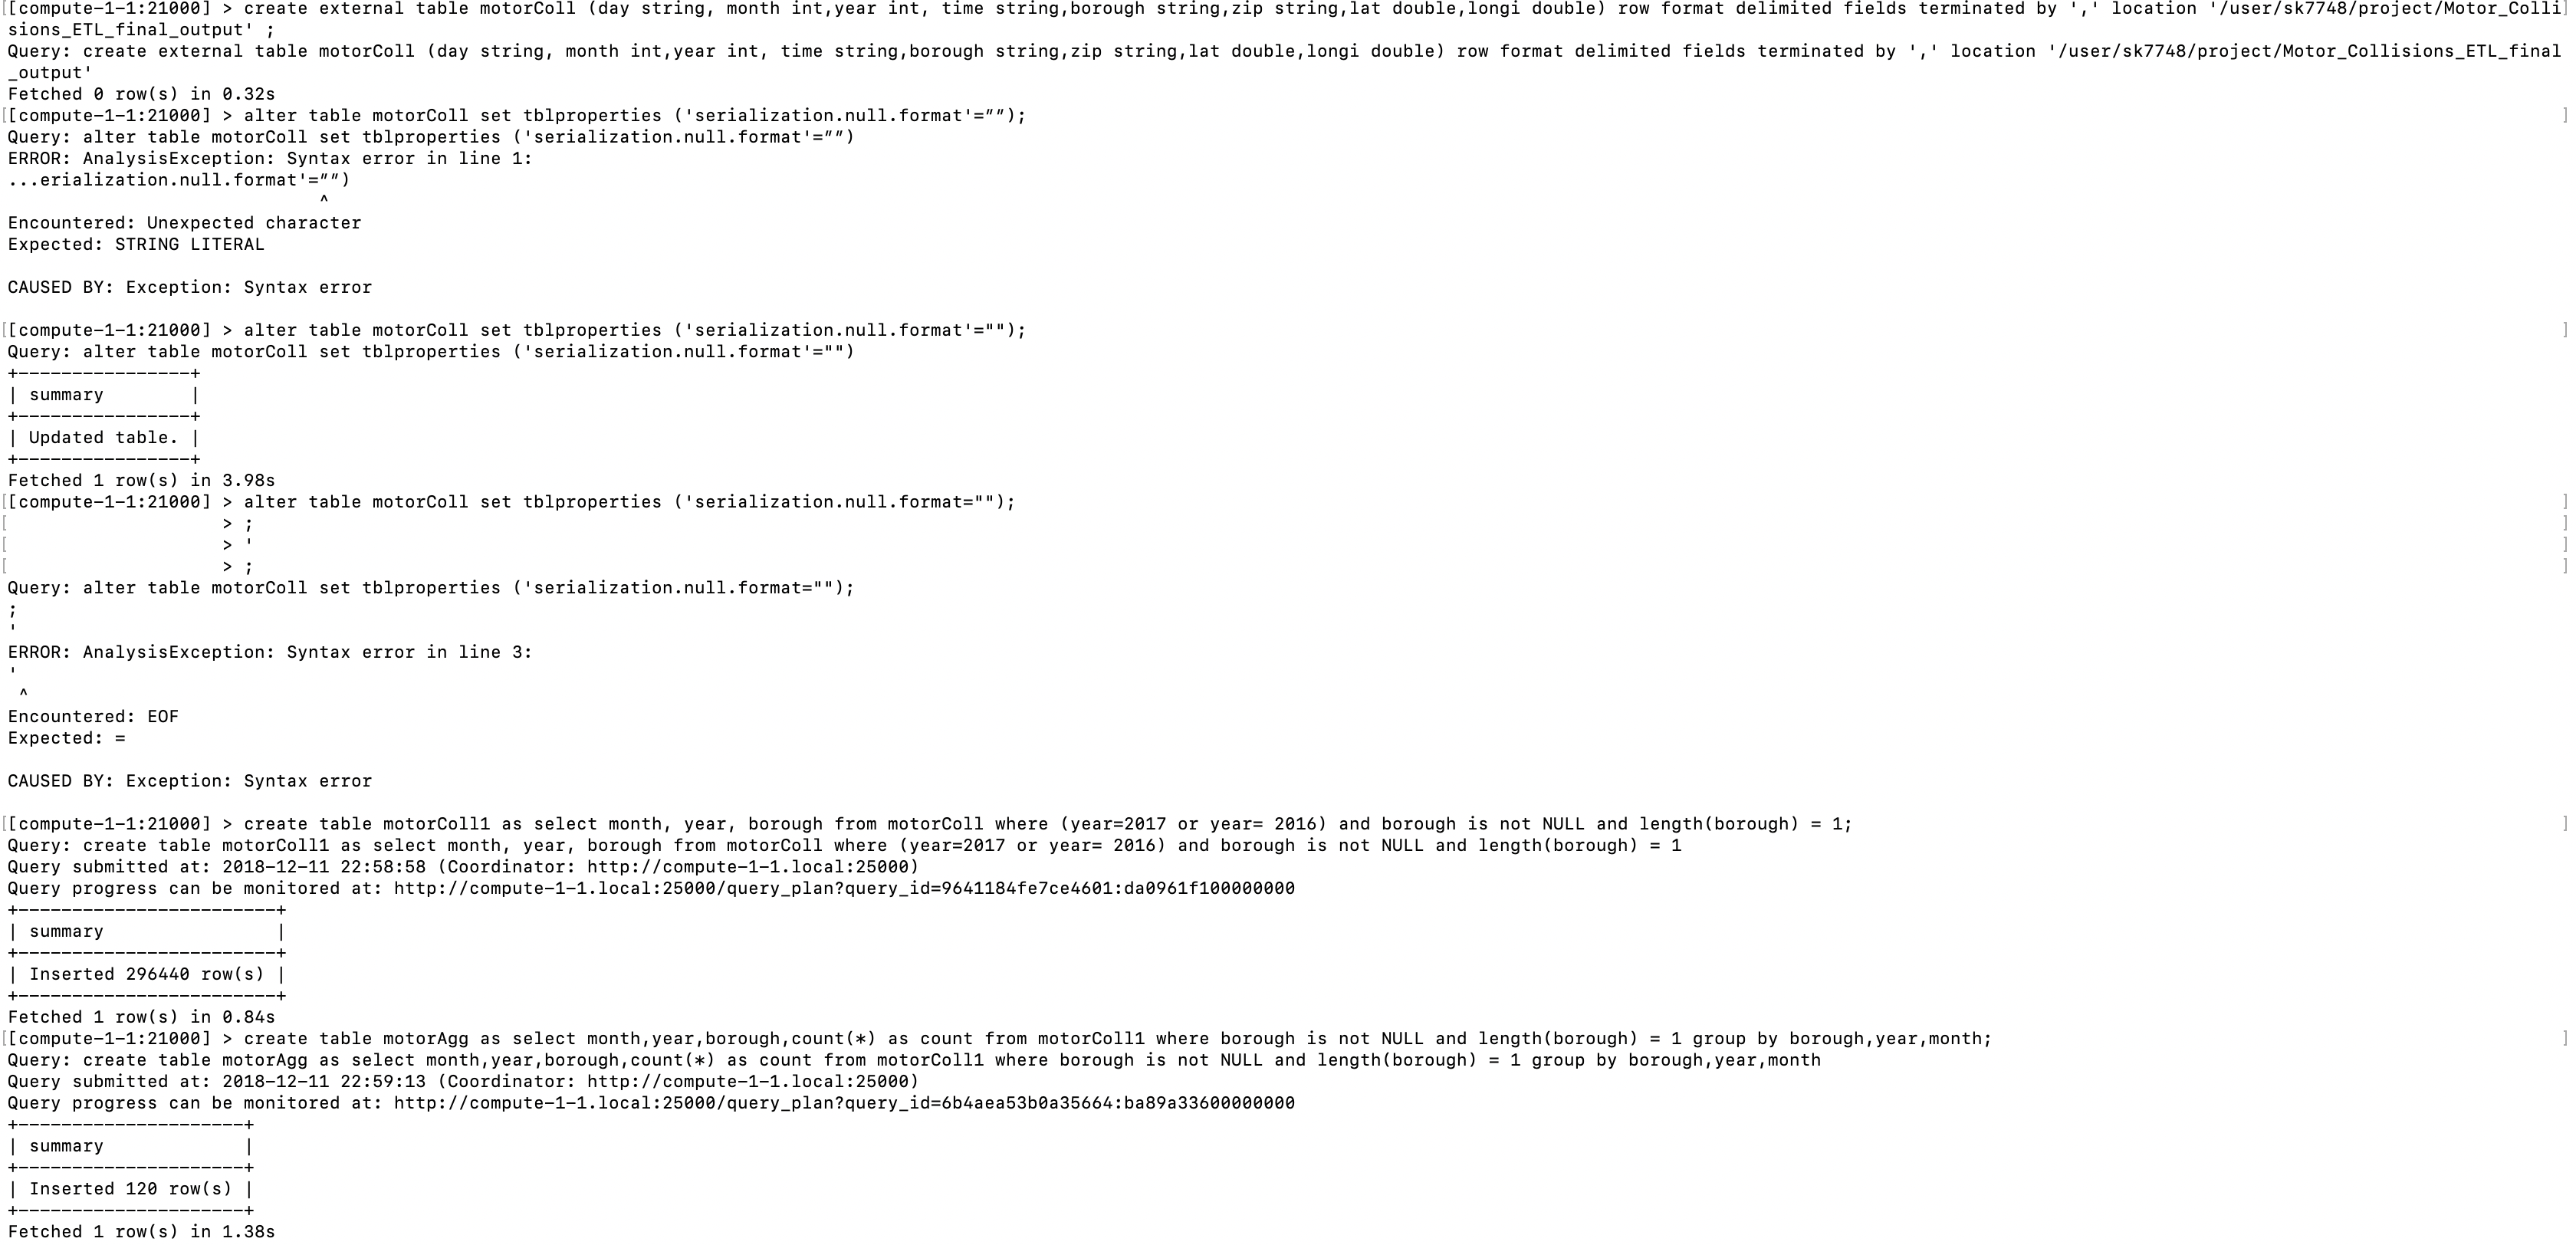 [[compute-1-1:21000] > create external table motorColl (day string, month int,year int, time string,borough string,zip string,lat double,longi double) row format delimited fields terminated by ',' location '/user/sk7748/project/Motor_Colli]
sions_ETL_final_output' ;
Query: create external table motorColl (day string, month int,year int, time string,borough string,zip string,lat double,longi double) row format delimited fields terminated by ',' location '/user/sk7748/project/Motor_Collisions_ETL_final
_output'
Fetched 0 row(s) in 0.32s
[[compute-1-1:21000] > alter table motorColl set tblproperties ('serialization.null.format'=””); ]
Query: alter table motorColl set tblproperties ('serialization.null.format'=””)
ERROR: AnalysisException: Syntax error in line 1:
...erialization.null.format'=””)
^
Encountered: Unexpected character
Expected: STRING LITERAL
CAUSED BY: Exception: Syntax error
[[compute-1-1:21000] > alter table motorColl set tblproperties ('serialization.null.format'=""); ]
Query: alter table motorColl set tblproperties ('serialization.null.format'="")
+----------------+
| summary        |
+----------------+
| Updated table. |
+----------------+
Fetched 1 row(s) in 3.98s
[[compute-1-1:21000] > alter table motorColl set tblproperties ('serialization.null.format=""); ]
[ > ; ]
[ > ' ]
[ > ; ]
Query: alter table motorColl set tblproperties ('serialization.null.format="");
;
'
ERROR: AnalysisException: Syntax error in line 3:
'
^
Encountered: EOF
Expected: =
CAUSED BY: Exception: Syntax error
[[compute-1-1:21000] > create table motorColl1 as select month, year, borough from motorColl where (year=2017 or year= 2016) and borough is not NULL and length(borough) = 1; ]
Query: create table motorColl1 as select month, year, borough from motorColl where (year=2017 or year= 2016) and borough is not NULL and length(borough) = 1
Query submitted at: 2018-12-11 22:58:58 (Coordinator: http://compute-1-1.local:25000)
Query progress can be monitored at: http://compute-1-1.local:25000/query_plan?query_id=9641184fe7ce4601:da0961f100000000
+------------------------+
| summary                |
+------------------------+
| Inserted 296440 row(s) |
+------------------------+
Fetched 1 row(s) in 0.84s
[[compute-1-1:21000] > create table motorAgg as select month,year,borough,count(*) as count from motorColl1 where borough is not NULL and length(borough) = 1 group by borough,year,month; ]
Query: create table motorAgg as select month,year,borough,count(*) as count from motorColl1 where borough is not NULL and length(borough) = 1 group by borough,year,month
Query submitted at: 2018-12-11 22:59:13 (Coordinator: http://compute-1-1.local:25000)
Query progress can be monitored at: http://compute-1-1.local:25000/query_plan?query_id=6b4aea53b0a35664:ba89a33600000000
+---------------------+
| summary             |
+---------------------+
| Inserted 120 row(s) |
+---------------------+
Fetched 1 row(s) in 1.38s